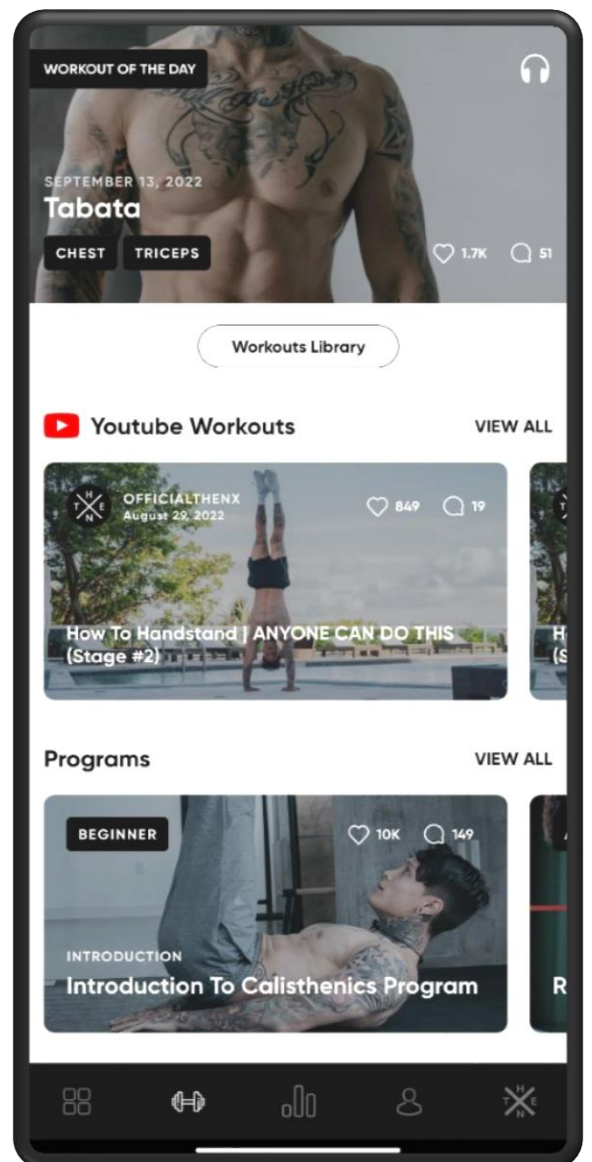 WORKOUT OF THE DAY
SEPTEMBER 13, 2022
Tabata
CHEST TRICEPS
1.7K 51
Workouts Library
Youtube Workouts VIEW ALL
THEN X
OFFICIALTHENX
August 29, 2022
849 19
How To Handstand | ANYONE CAN DO THIS
(Stage #2)
H
(S
Programs VIEW ALL
BEGINNER
10K 149
INTRODUCTION
Introduction To Calisthenics Program
R
THEN X